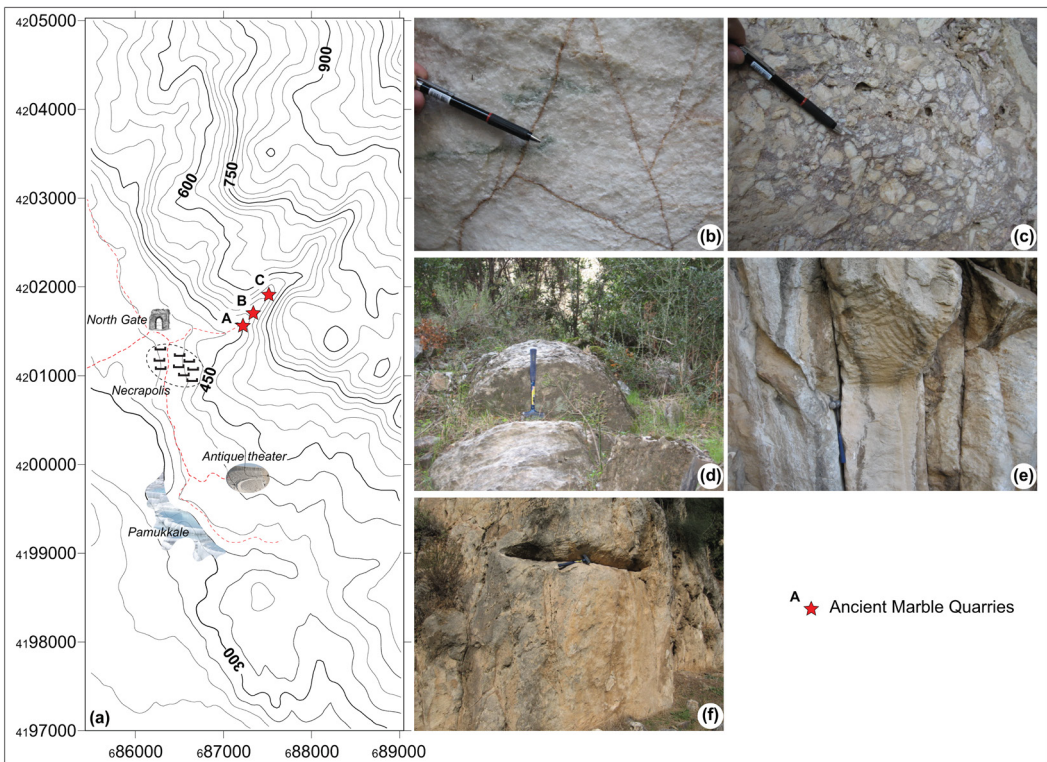 4205000
4204000
4203000
4202000
4201000
4200000
4199000
4198000
4197000
686000
687000
688000
689000
900
750
600
450
300
C
B
A
North Gate
Necrapolis
Antique theater
Pamukkale
(a)
(b)
(c)
(d)
(e)
(f)
A
Ancient Marble Quarries